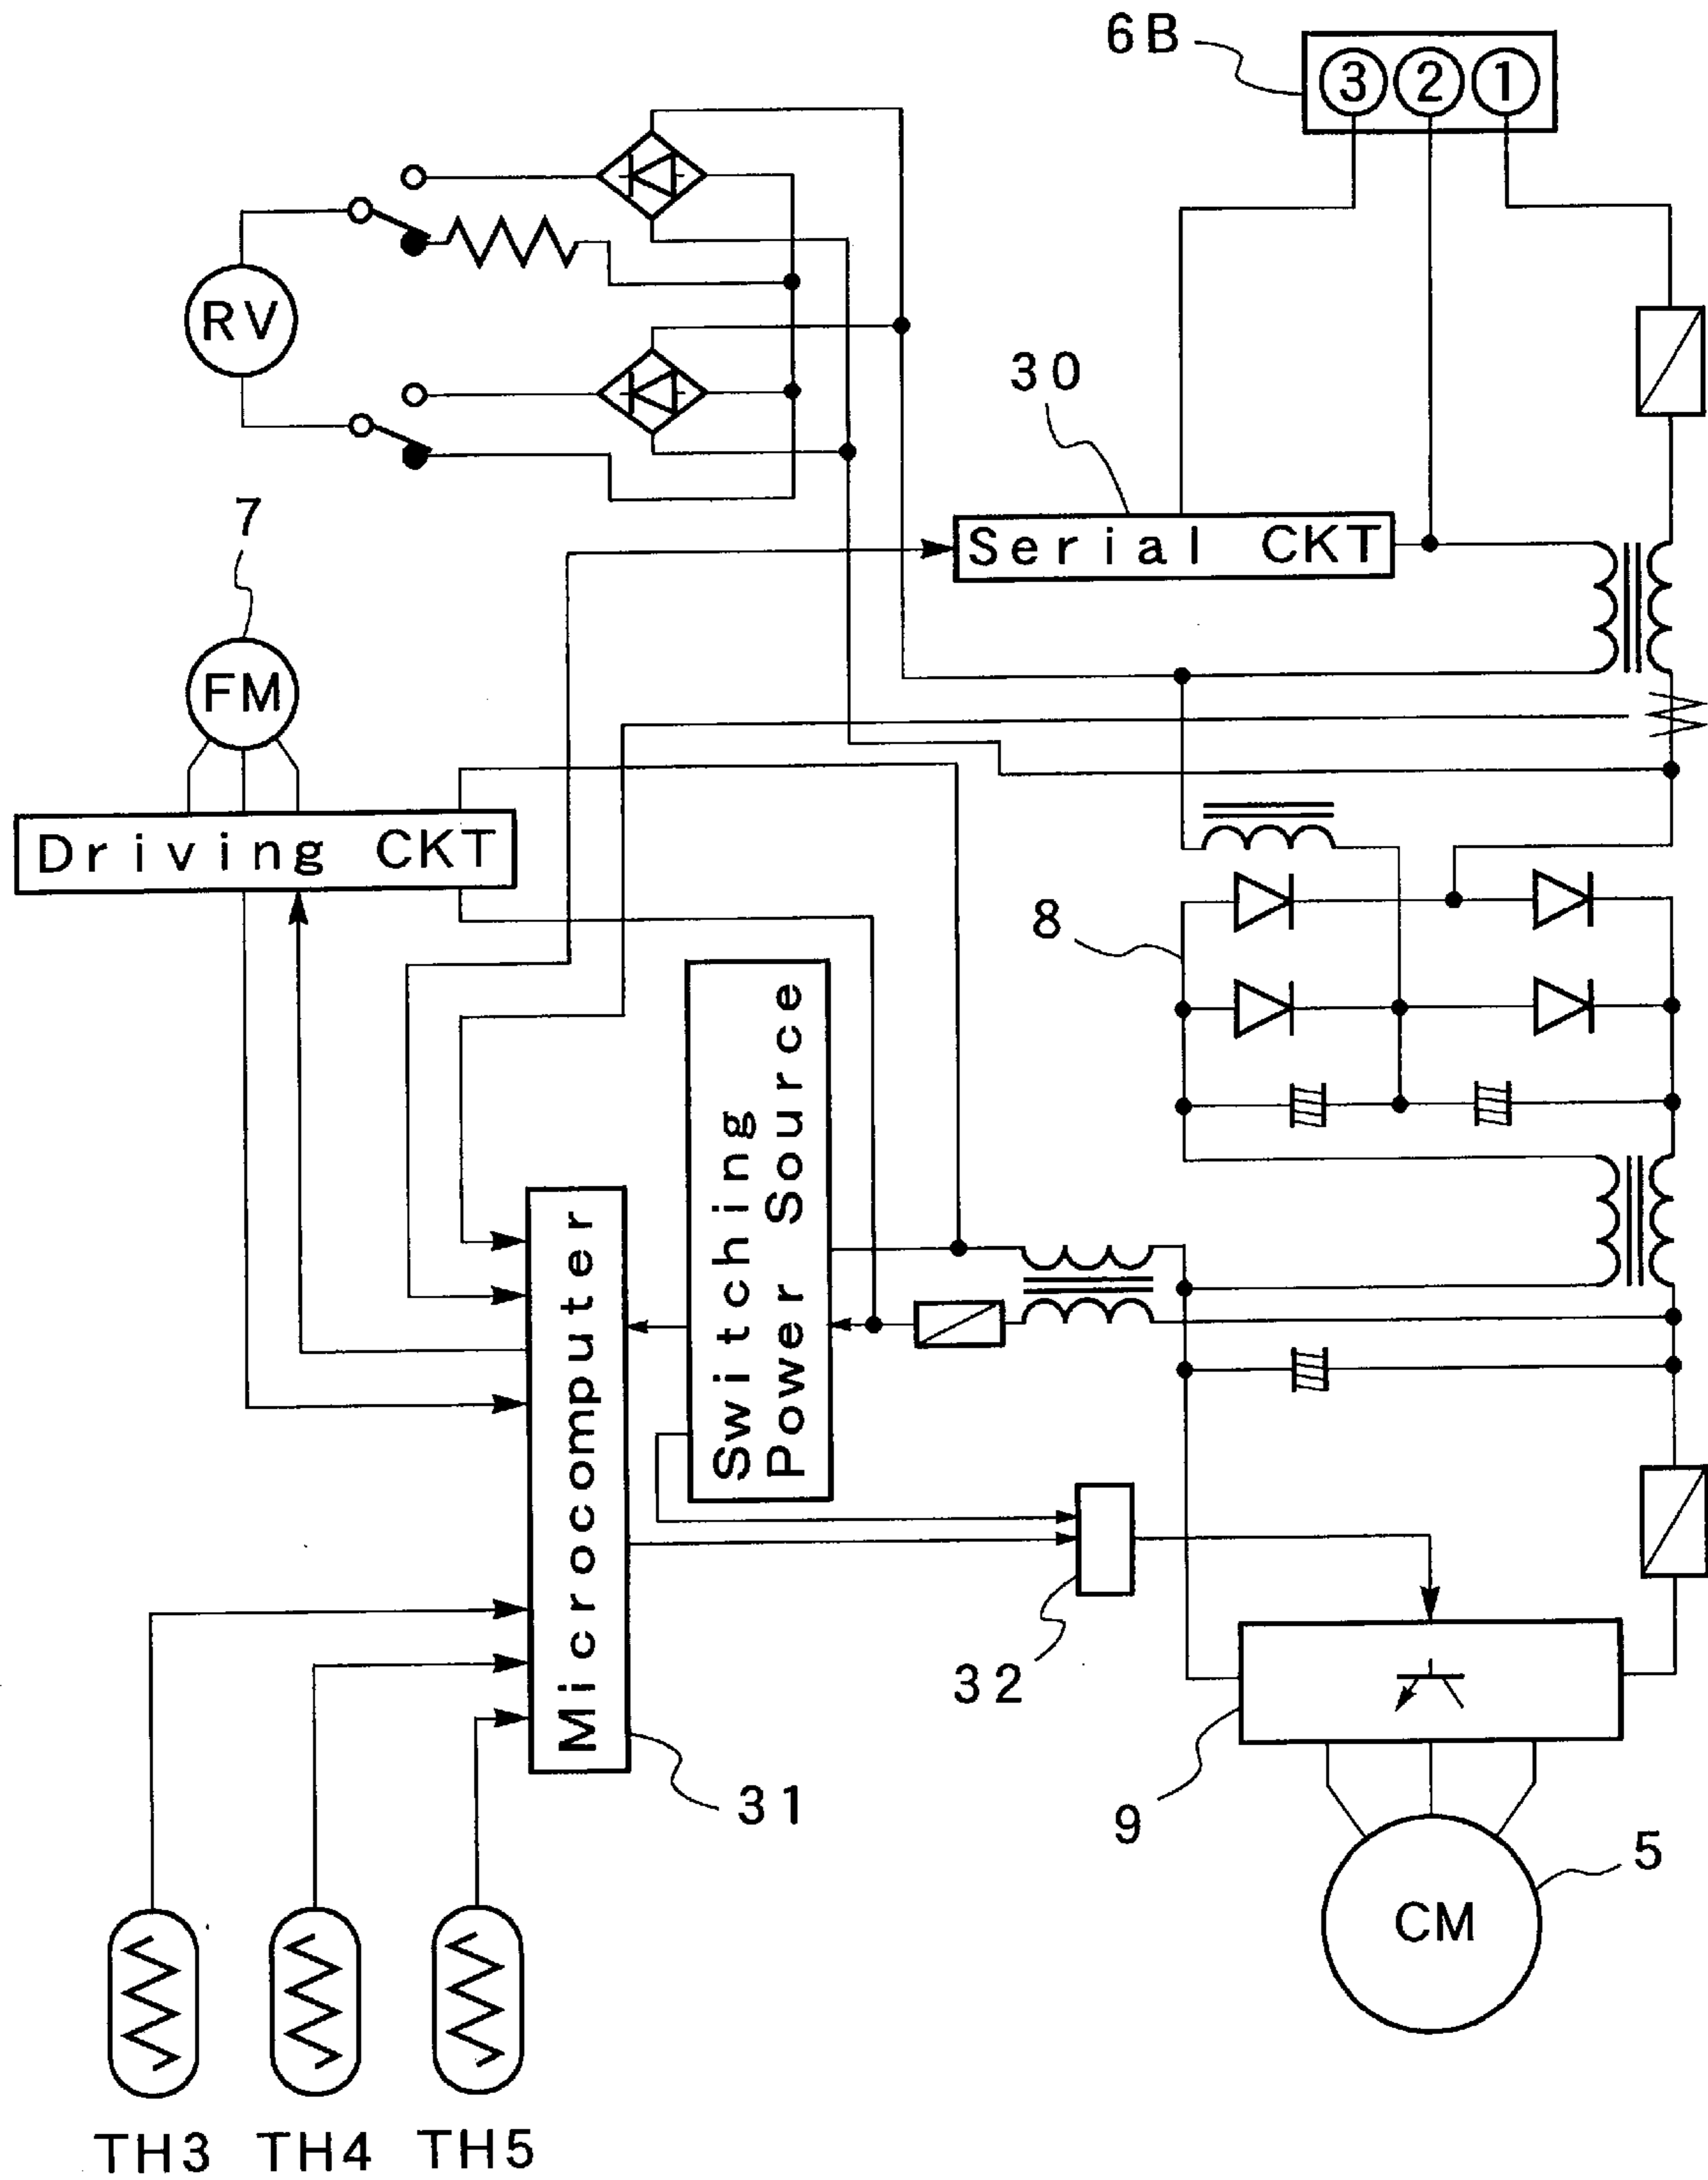 6B
③ ② ①
RV
30
Serial CKT
7
FM
Driving CKT
8
Switching
Power Source
Microcomputer
32
31
9
5
CM
TH3 TH4 TH5